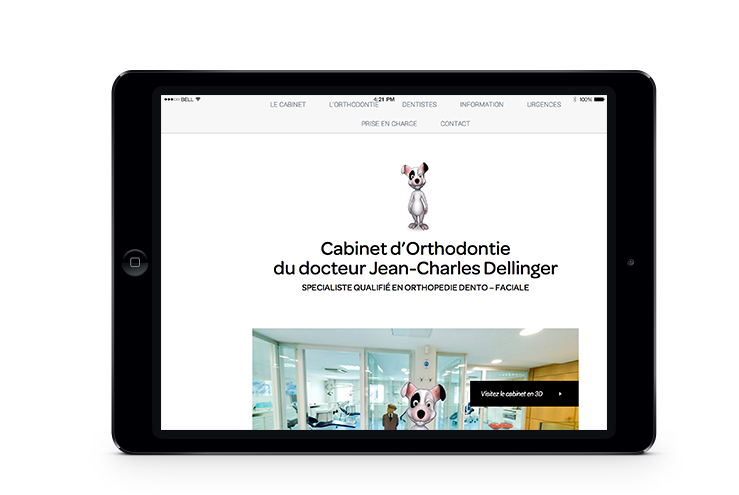 BELL
4:21 PM
100%
LE CABINET L'ORTHODONTIE DENTISTES INFORMATION URGENCES
PRISE EN CHARGE CONTACT
Cabinet d'Orthodontie
du docteur Jean-Charles Dellinger
SPECIALISTE QUALIFIÉ EN ORTHOPEDIE DENTO – FACIALE
Visitez le cabinet en 3D